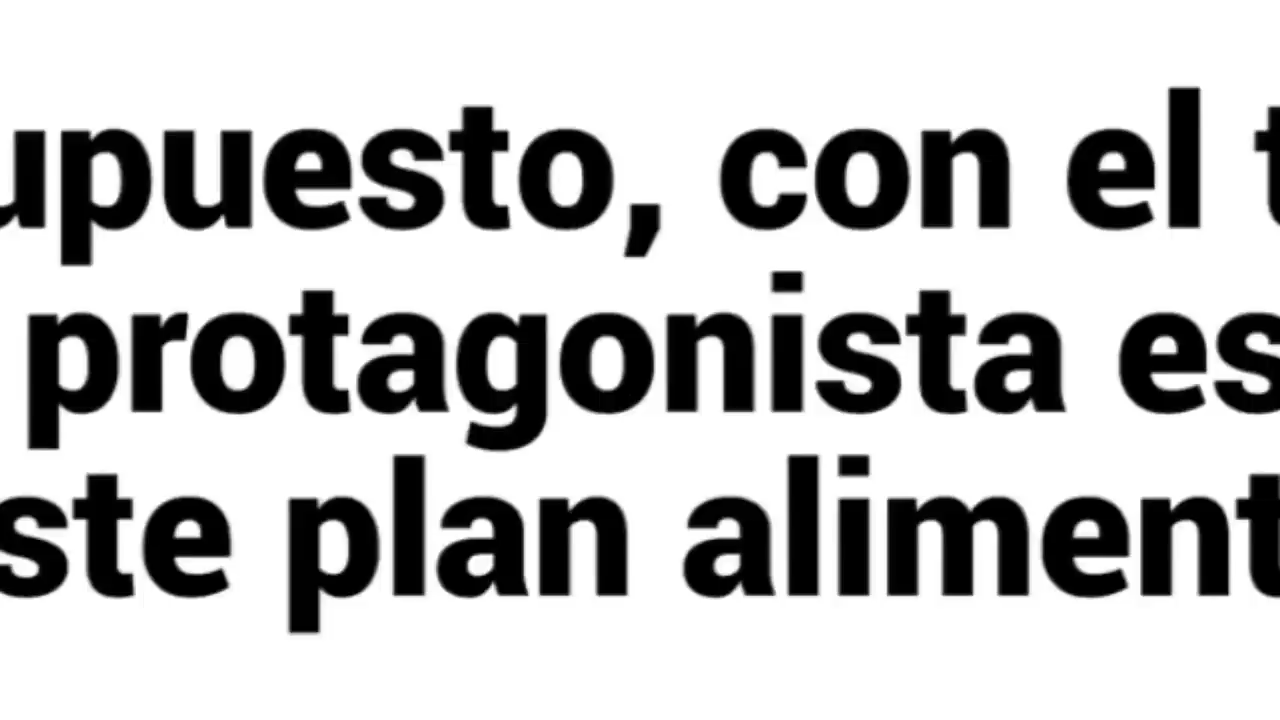 upuesto, con el t
protagonista es
ste plan aliment